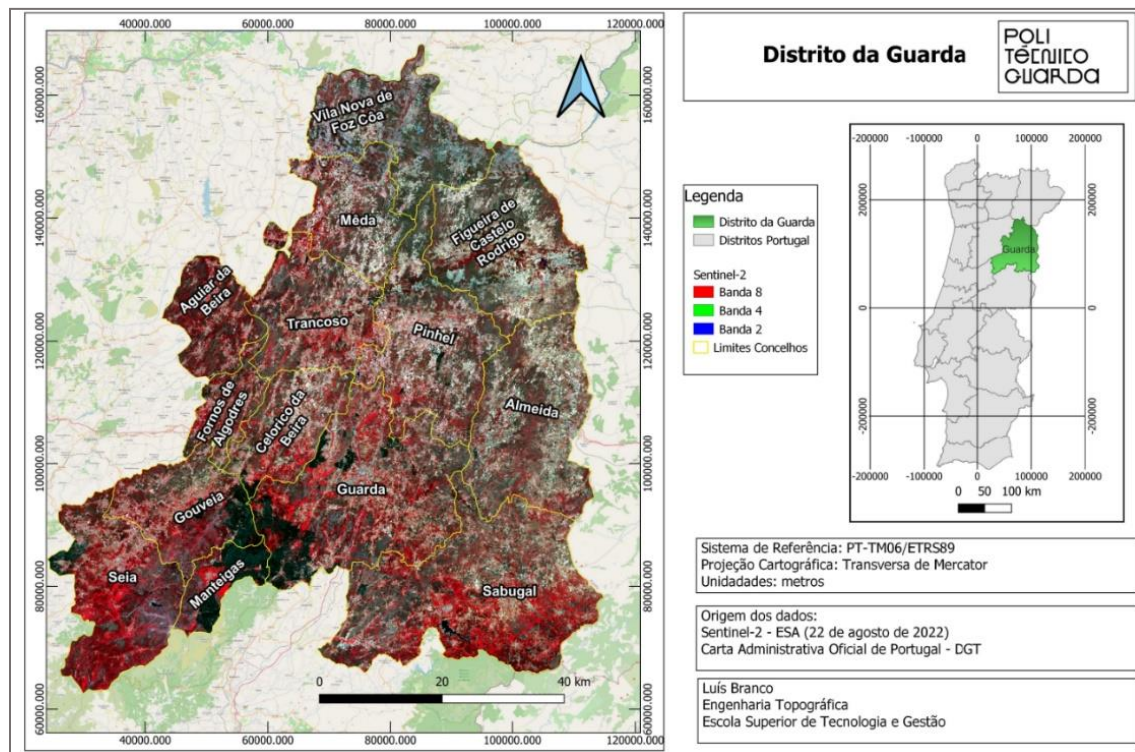 40000.000 60000.000 80000.000 100000.000 120000.000
160000.000 140000.000 120000.000 100000.000 80000.000 60000.000
Vila Nova de
Foz Côa
Mêda
Figueira de
Castelo
Rodrigo
Aguiar da
Beira
Trancoso
Pinhel
Fornos de
Algodres
Celorico da
Beira
Almeida
Guarda
Gouveia
Seia
Manteigas
Sabugal
0 20 40 km
160000.000 140000.000 120000.000 100000.000 80000.000 60000.000
40000.000 60000.000 80000.000 100000.000 120000.000
Distrito da Guarda
POLI
TÉCNICO
GUARDA
Legenda
Distrito da Guarda
Distritos Portugal
Sentinel-2
Banda 8
Banda 4
Banda 2
Limites Concelhos
-200000 -100000 0 100000 200000
200000 0 -200000
Guarda
200000 0 -200000
0 50 100 km
-200000 -100000 0 100000 200000
Sistema de Referência: PT-TM06/ETRS89
Projeção Cartográfica: Transversa de Mercator
Unidadades: metros
Origem dos dados:
Sentinel-2 - ESA (22 de agosto de 2022)
Carta Administrativa Oficial de Portugal - DGT
Luís Branco
Engenharia Topográfica
Escola Superior de Tecnologia e Gestão